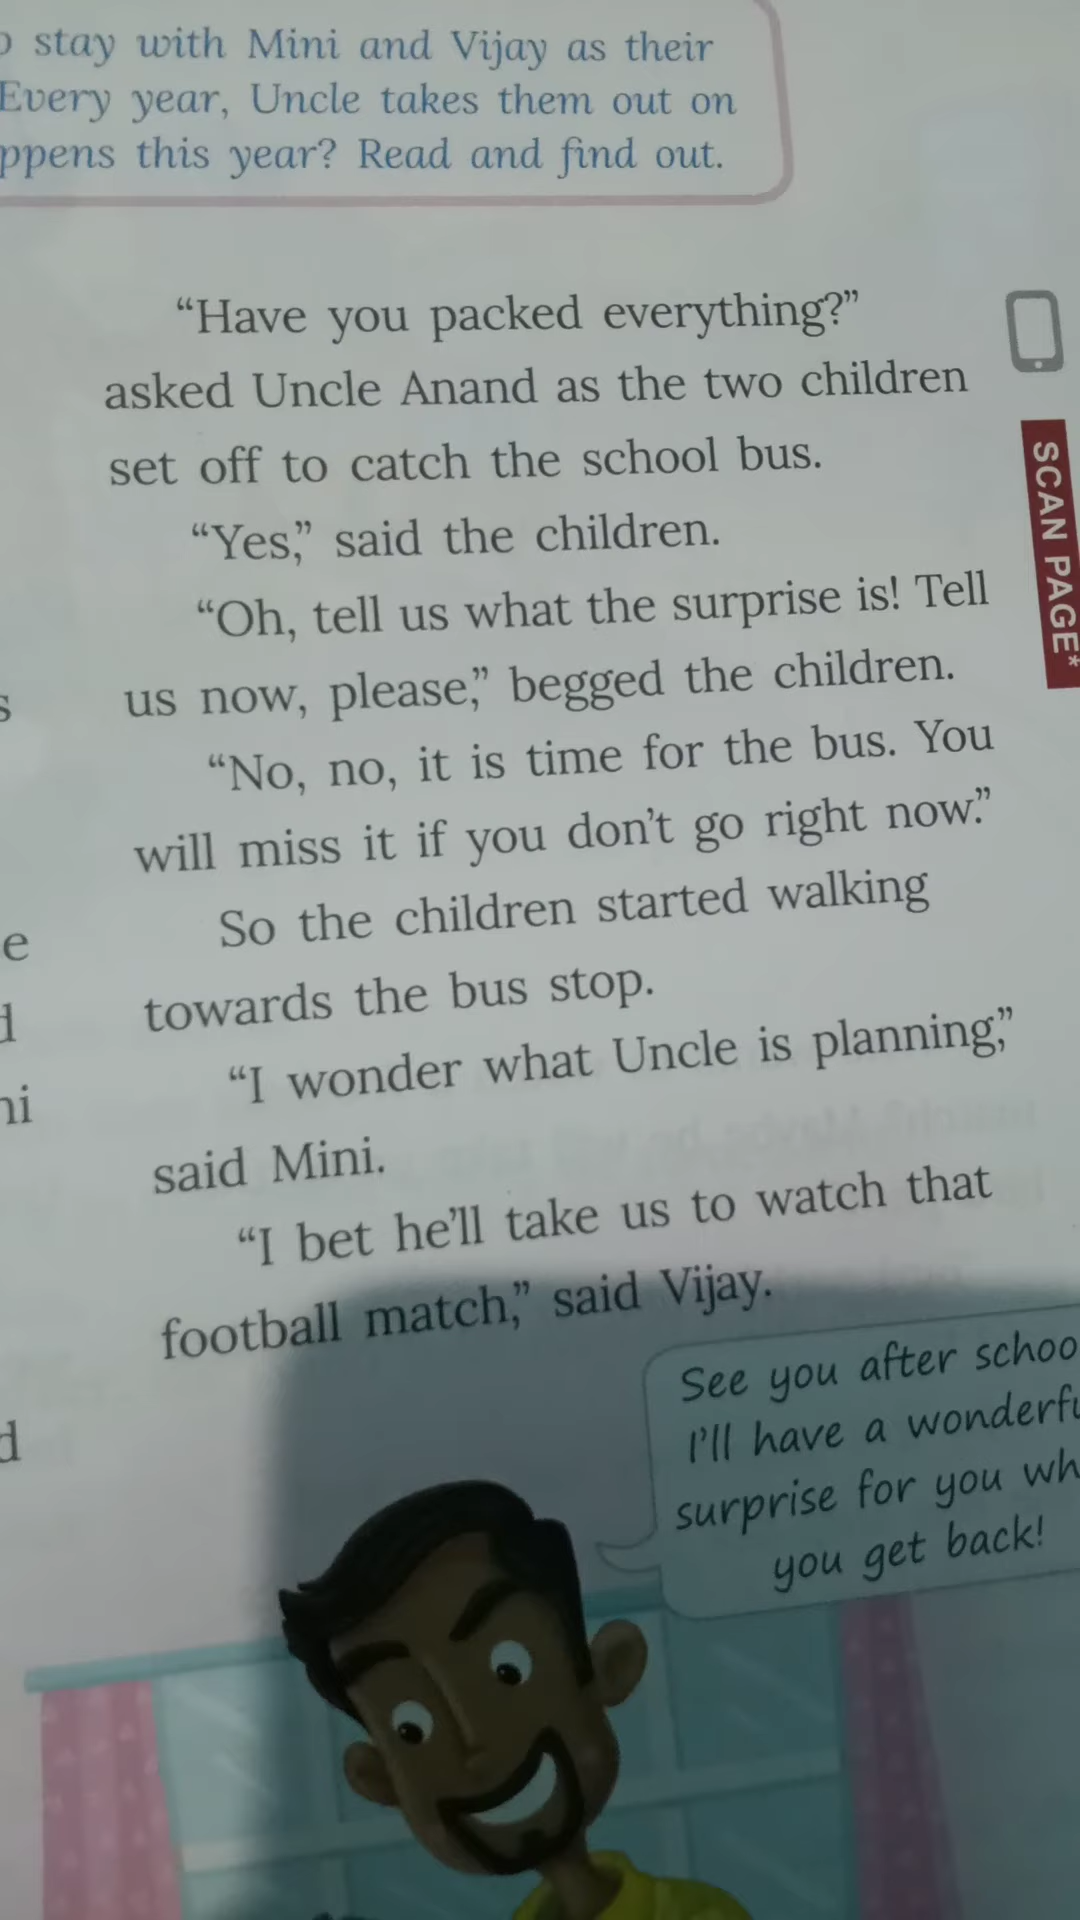 stay with Mini and Vijay as their
Every year, Uncle takes them out on
this year? Read and find out.
“Have you packed everything?”
asked Uncle Anand as the two children
set off to catch the school bus.
“Yes,” said the children.
“Oh, tell us what the surprise is! Tell
us now, please,” begged the children.
“No, no, it is time for the bus. You
will miss it if you don’t go right now.”
So the children started walking
towards the bus stop.
“I wonder what Uncle is planning,”
said Mini.
“I bet he’ll take us to watch that
football match,” said Vijay.
SCAN PAGE*
See you after
I’ll have a
surprise for you
you get back!